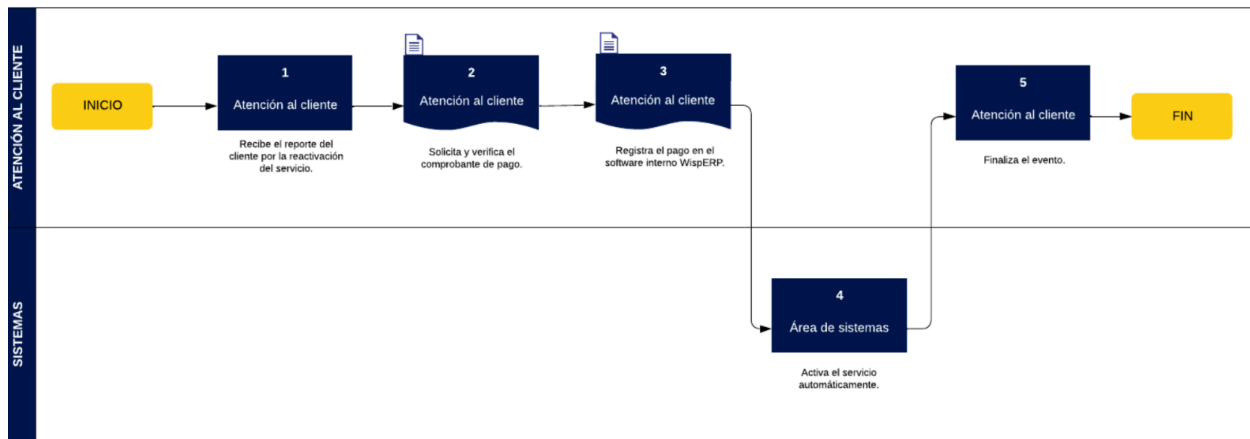 ATENCIÓN AL CLIENTE
INICIO
1
Atención al cliente
Recibe el reporte del
cliente por la reactivación
del servicio.
2
Atención al cliente
Solicita y verifica el
comprobante de pago.
3
Atención al cliente
Registra el pago en el
software interno WispERP.
5
Atención al cliente
Finaliza el evento.
FIN
SISTEMAS
4
Área de sistemas
Activa el servicio
automáticamente.